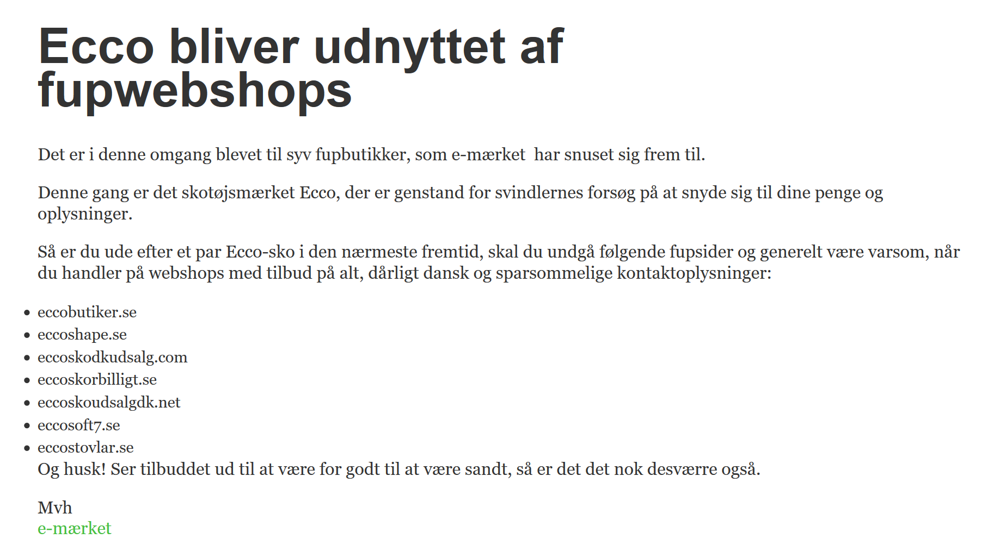 Ecco bliver udnyttet af
fupwebshops
Det er i denne omgang blevet til syv fupbutikker, som e-mærket  har snuset sig frem til.
Denne gang er det skotøjsmærket Ecco, der er genstand for svindlernes forsøg på at snyde sig til dine penge og
oplysninger.
Så er du ude efter et par Ecco-sko i den nærmeste fremtid, skal du undgå følgende fupsider og generelt være varsom, når
du handler på webshops med tilbud på alt, dårligt dansk og sparsommelige kontaktoplysninger:
• eccobutiker.se
• eccoshape.se
• eccoskodkudsalg.com
• eccoskorbilligt.se
• eccoskoudsalgdk.net
• eccosoft7.se
• eccostovlar.se
Og husk! Ser tilbuddet ud til at være for godt til at være sandt, så er det det nok desværre også.
Mvh
e-mærket